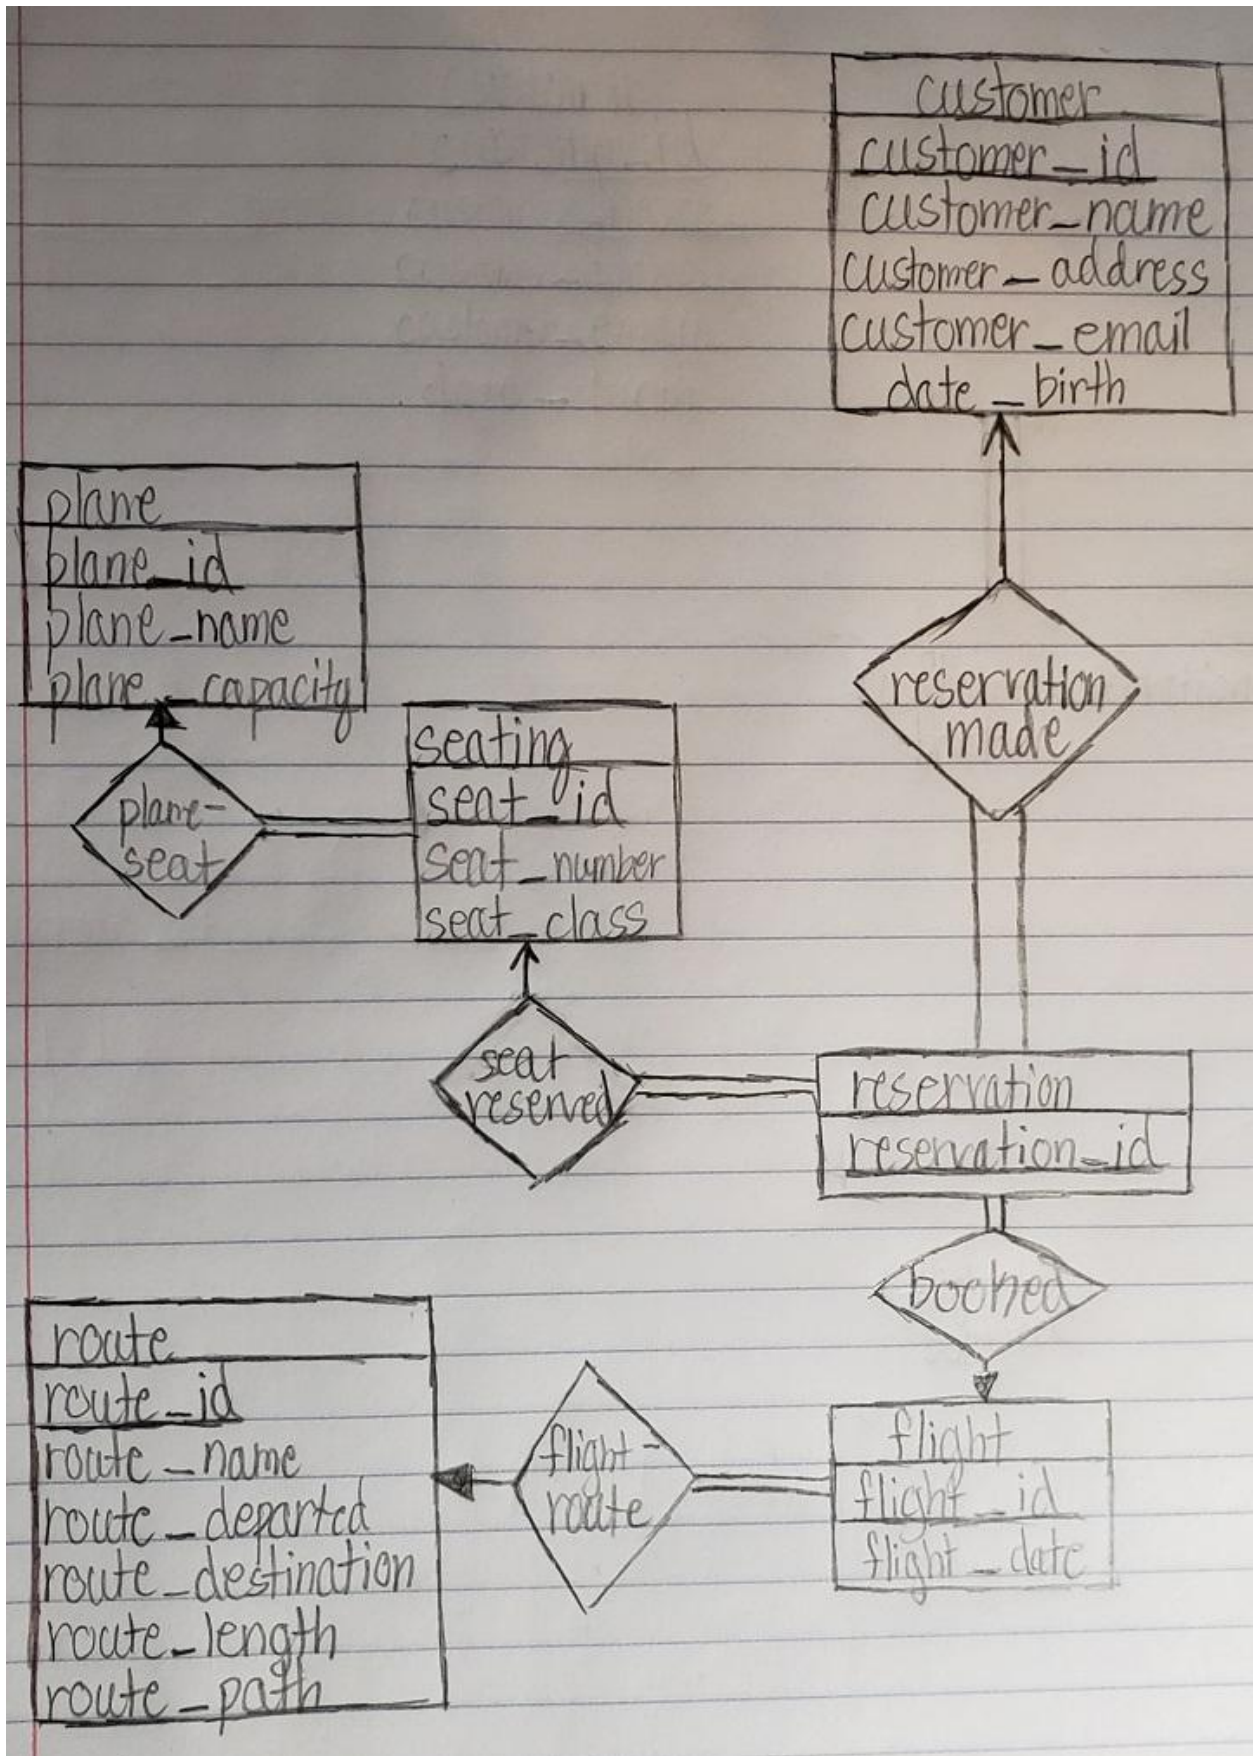 customer
customer_id
customer_name
customer_address
customer_email
date_birth
plane
plane_id
plane_name
plane_capacity
reservation
made
seating
seat_id
seat_number
seat_class
plane-
seat
seat
reserved
reservation
reservation_id
booked
route
route_id
route_name
route_departed
route_destination
route_length
route_path
flight-
route
flight
flight_id
flight_date